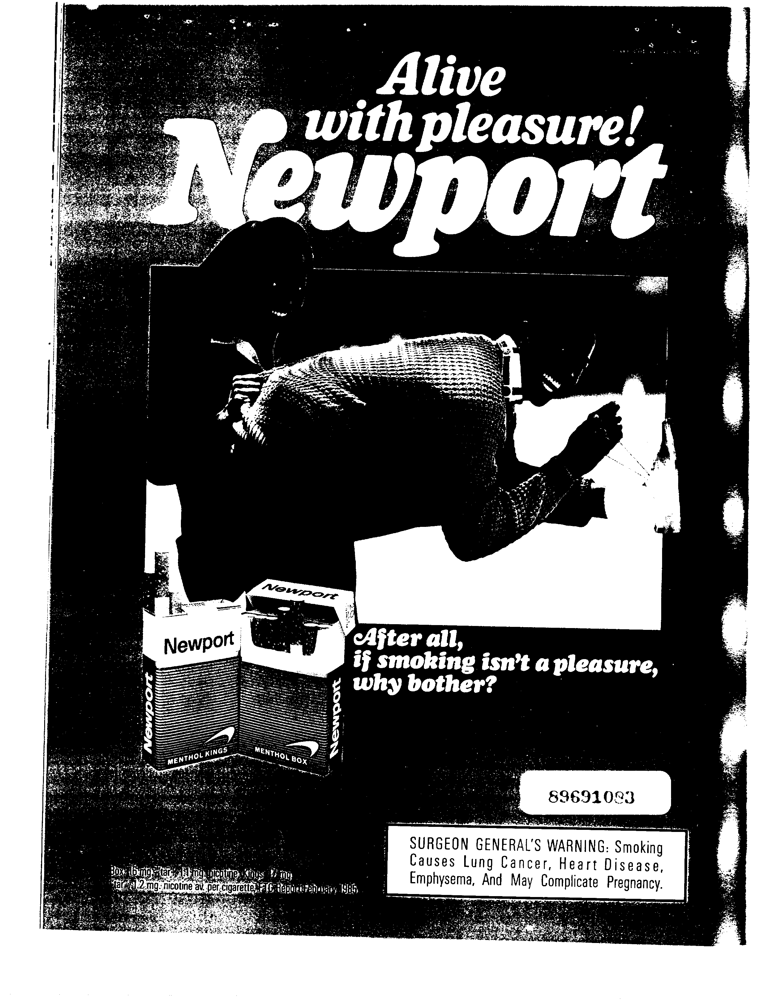 Alive
with pleasure!
Newport
Newport
Newport
Newport
Newport
MENTHOL KINGS
MENTHOL BOX
After all,
if smoking isn't a pleasure,
why bother?
89691093
SURGEON GENERAL'S WARNING: Smoking
Causes Lung Cancer, Heart Disease,
Emphysema, And May Complicate Pregnancy.
Box: 16 mg. "tar", 1.1 mg. nicotine, Kings: 17 mg.
"tar", 1.2 mg. nicotine av. per cigarette, FTC Report February 1985.